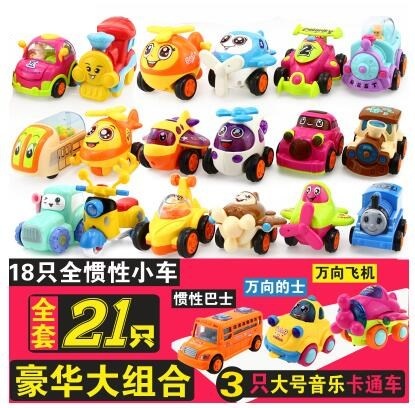 18只全惯性小车
万向飞机
全套
21只
惯性巴士
万向的士
豪华大组合
3只大号音乐卡通车
2